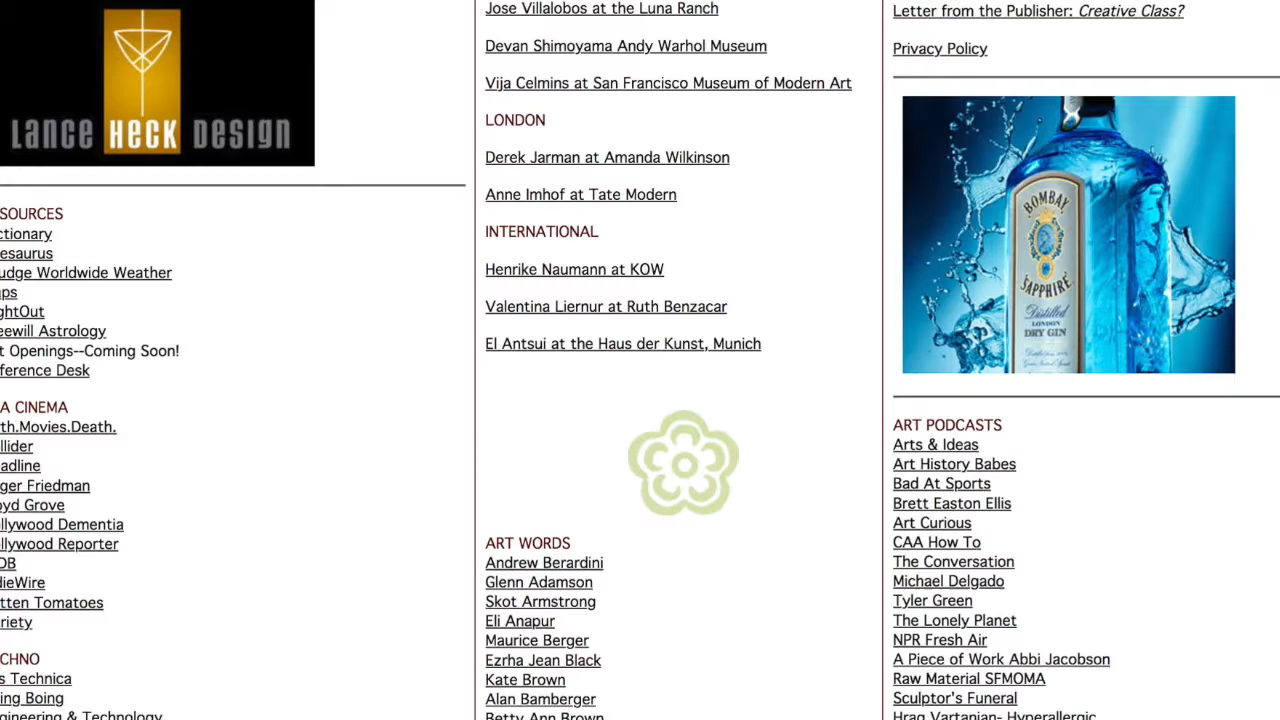 LANCE HECK DESIGN
SOURCES
ctionary
esaurus
udge Worldwide Weather
ps
ghtOut
eewill Astrology
t Openings--Coming Soon!
ference Desk
A CINEMA
th.Movies.Death.
llider
adline
ger Friedman
oyd Grove
llywood Dementia
llywood Reporter
DB
dieWire
tten Tomatoes
riety
CHNO
s Technica
ing Boing
gineering & Technology
Jose Villalobos at the Luna Ranch
Devan Shimoyama Andy Warhol Museum
Vija Celmins at San Francisco Museum of Modern Art
LONDON
Derek Jarman at Amanda Wilkinson
Anne Imhof at Tate Modern
INTERNATIONAL
Henrike Naumann at KOW
Valentina Liernur at Ruth Benzacar
El Antsui at the Haus der Kunst, Munich
ART WORDS
Andrew Berardini
Glenn Adamson
Skot Armstrong
Eli Anapur
Maurice Berger
Ezrha Jean Black
Kate Brown
Alan Bamberger
Betty Ann Brown
Letter from the Publisher: Creative Class?
Privacy Policy
BOMBAY
SAPPHIRE
Distilled
LONDON
DRY GIN
ART PODCASTS
Arts & Ideas
Art History Babes
Bad At Sports
Brett Easton Ellis
Art Curious
CAA How To
The Conversation
Michael Delgado
Tyler Green
The Lonely Planet
NPR Fresh Air
A Piece of Work Abbi Jacobson
Raw Material SFMOMA
Sculptor's Funeral
Hrag Vartanian- Hyperallergic